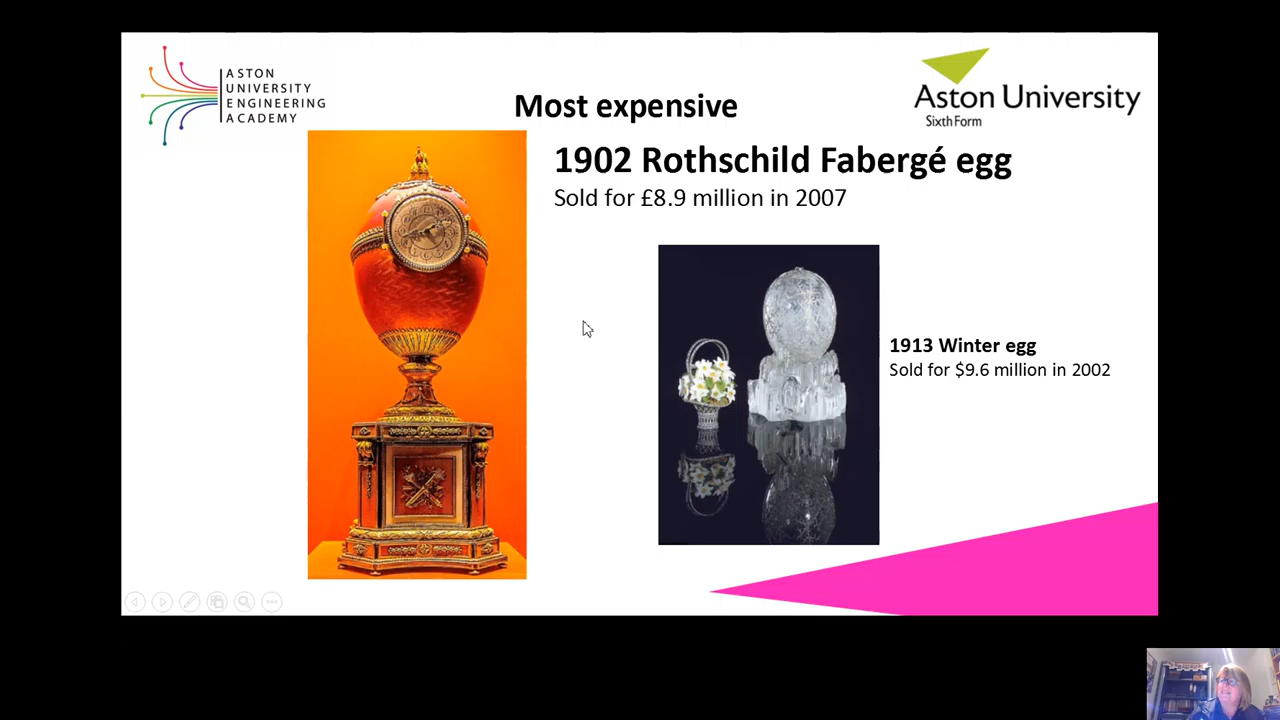 ASTON
UNIVERSITY
ENGINEERING
ACADEMY
Most expensive
Aston University
Sixth Form
1902 Rothschild Fabergé egg
Sold for £8.9 million in 2007
1913 Winter egg
Sold for $9.6 million in 2002